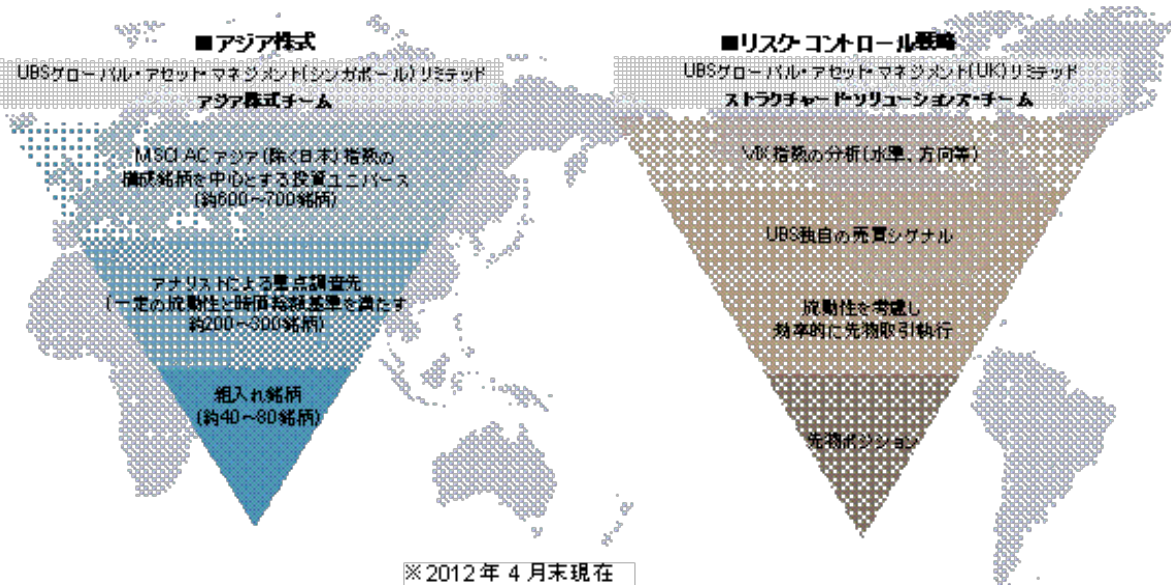 ■アジア株式
UBSグローバル・アセット・マネジメント(シンガポール)リミテッド
アジア株式チーム
MSCI AC アジア(除く日本)指数の
構成銘柄を中心とする投資ユニバース
(約600～700銘柄)
アナリストによる重点調査先
(一定の流動性と時価総額基準を満たす
約200～300銘柄)
組入れ銘柄
(約40～80銘柄)
■リスク・コントロール戦略
UBSグローバル・アセット・マネジメント(UK)リミテッド
ストラクチャード・ソリューションズ・チーム
VIX指数の分析(水準、方向等)
UBS独自の売買シグナル
流動性を考慮し
効率的に先物取引執行
先物ポジション
※2012年 4月末現在